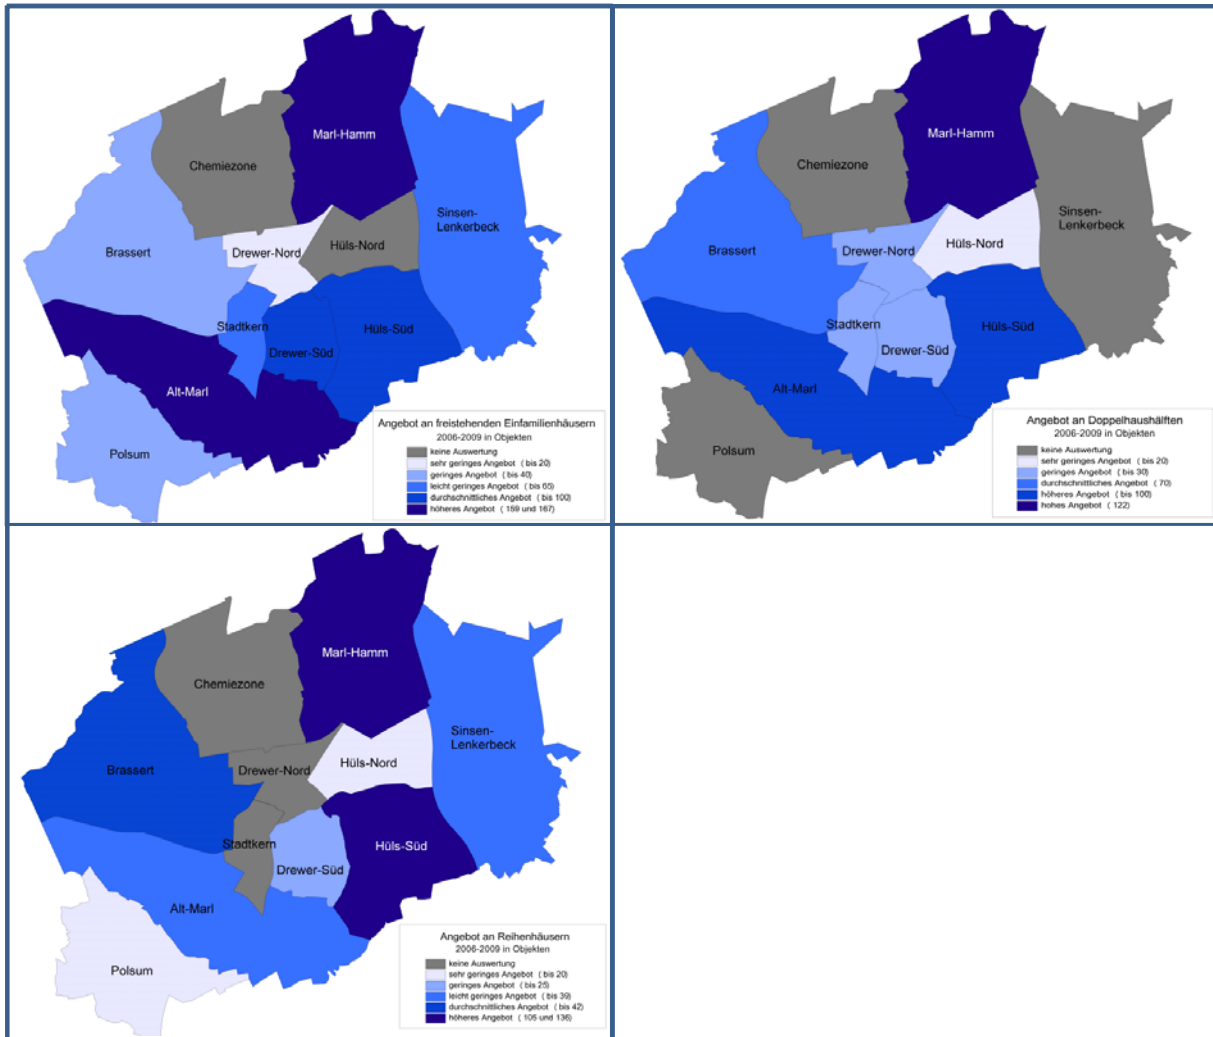 Marl-Hamm
Chemiezone
Sinsen-
Lenkerbeck
Brassert
Drewer-Nord
Hüls-Nord
Stadtkern
Hüls-Süd
Drewer-Süd
Alt-Marl
Polsum
Angebot an freistehenden Einfamilienhäusern
2006-2009 in Objekten
keine Auswertung
sehr geringes Angebot ( bis 20)
geringes Angebot ( bis 40)
leicht geringes Angebot ( bis 65)
durchschnittliches Angebot ( bis 100)
höheres Angebot ( 159 und 167)
Marl-Hamm
Chemiezone
Sinsen-
Lenkerbeck
Brassert
Drewer-Nord
Hüls-Nord
Stadtkern
Hüls-Süd
Drewer-Süd
Alt-Marl
Polsum
Angebot an Doppelhaushälften
2006-2009 in Objekten
keine Auswertung
sehr geringes Angebot ( bis 20)
geringes Angebot ( bis 30)
durchschnittliches Angebot ( 70)
höheres Angebot ( bis 100)
hohes Angebot ( 122)
Marl-Hamm
Chemiezone
Sinsen-
Lenkerbeck
Brassert
Drewer-Nord
Hüls-Nord
Stadtkern
Hüls-Süd
Drewer-Süd
Alt-Marl
Polsum
Angebot an Reihenhäusern
2006-2009 in Objekten
keine Auswertung
sehr geringes Angebot ( bis 20)
geringes Angebot ( bis 25)
leicht geringes Angebot ( bis 39)
durchschnittliches Angebot ( bis 42)
höheres Angebot ( 105 und 136)